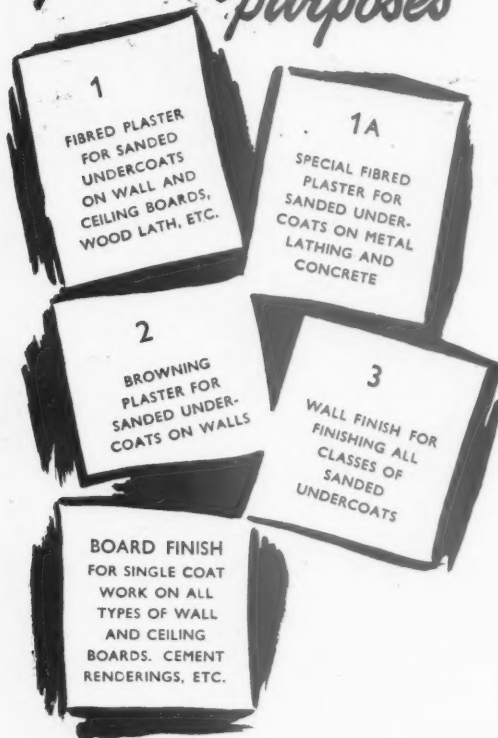 purposes
1
FIBRED PLASTER
FOR SANDED
UNDERCOATS
ON WALL AND
CEILING BOARDS,
WOOD LATH, ETC.
1A
SPECIAL FIBRED
PLASTER FOR
SANDED UNDER-
COATS ON METAL
LATHING AND
CONCRETE
2
BROWNING
PLASTER FOR
SANDED UNDER-
COATS ON WALLS
3
WALL FINISH FOR
FINISHING ALL
CLASSES OF
SANDED
UNDERCOATS
BOARD FINISH
FOR SINGLE COAT
WORK ON ALL
TYPES OF WALL
AND CEILING
BOARDS. CEMENT
RENDERINGS, ETC.